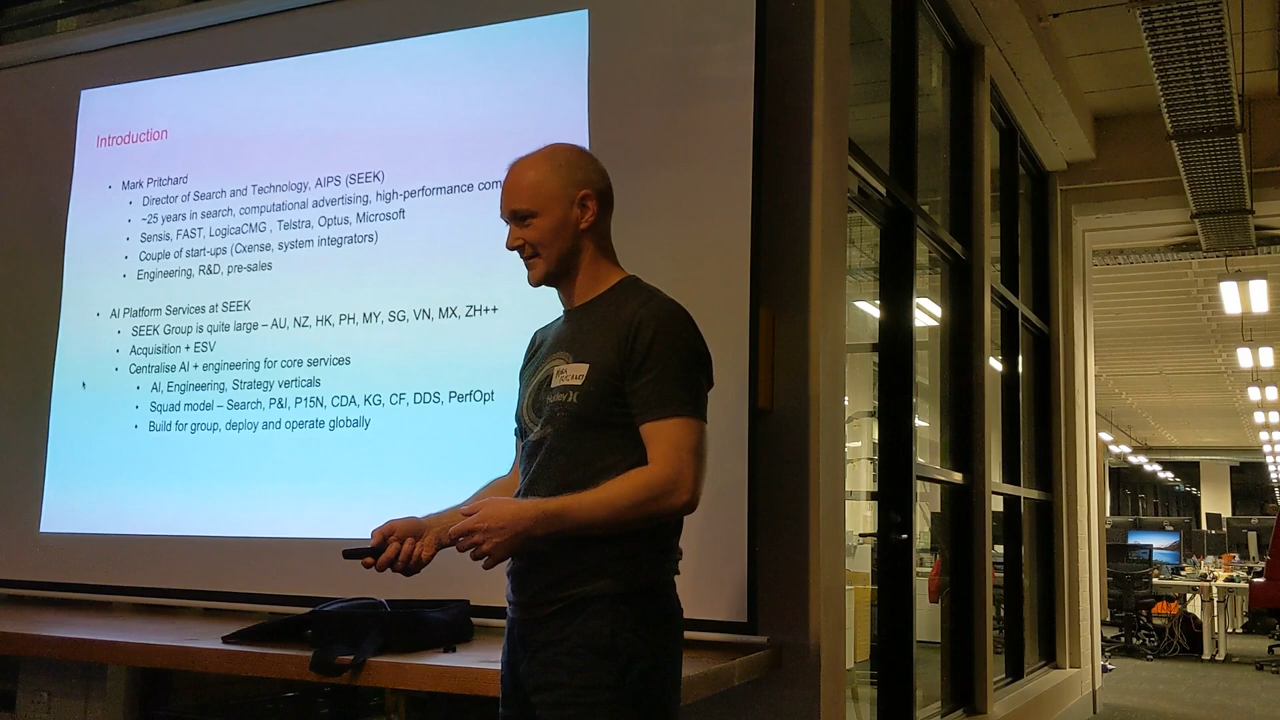 Introduction
Mark Pritchard
Director of Search and Technology, AIPS (SEEK)
~25 years in search, computational advertising, high-performance com
Sensis, FAST, LogicaCMG , Telstra, Optus, Microsoft
Couple of start-ups (Cxense, system integrators)
Engineering, R&D, pre-sales
AI Platform Services at SEEK
SEEK Group is quite large – AU, NZ, HK, PH, MY, SG, VN, MX, ZH++
Acquisition + ESV
Centralise AI + engineering for core services
AI, Engineering, Strategy verticals
Squad model – Search, P&I, P15N, CDA, KG, CF, DDS, PerfOpt
Build for group, deploy and operate globally
MARK
Hurley